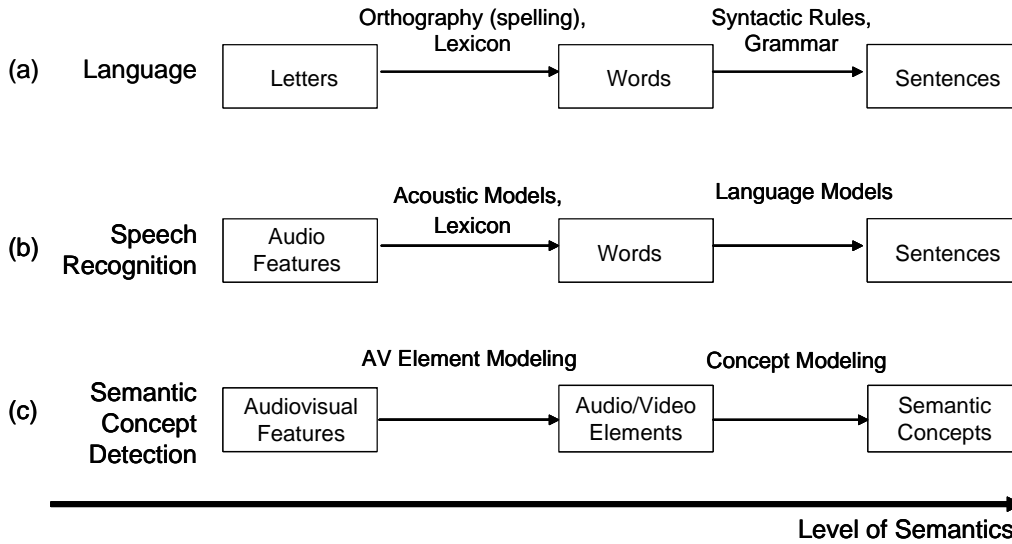 Orthography (spelling),
Lexicon
Syntactic Rules,
Grammar
(a) Language
Letters
Words
Sentences
Acoustic Models,
Lexicon
Language Models
(b) Speech
Recognition
Audio
Features
Words
Sentences
AV Element Modeling
Concept Modeling
(c) Semantic
Concept
Detection
Audiovisual
Features
Audio/Video
Elements
Semantic
Concepts
Level of Semantics